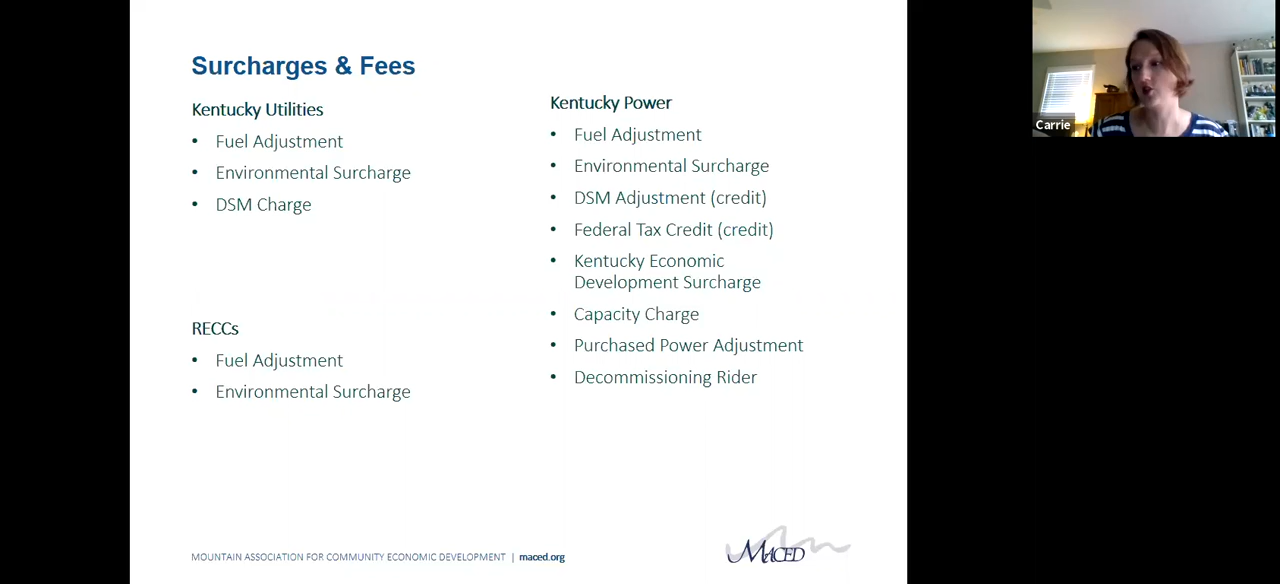 Surcharges & Fees
Kentucky Utilities
• Fuel Adjustment
• Environmental Surcharge
• DSM Charge
RECCs
• Fuel Adjustment
• Environmental Surcharge
Kentucky Power
• Fuel Adjustment
• Environmental Surcharge
• DSM Adjustment (credit)
• Federal Tax Credit (credit)
• Kentucky Economic
Development Surcharge
• Capacity Charge
• Purchased Power Adjustment
• Decommissioning Rider
MOUNTAIN ASSOCIATION FOR COMMUNITY ECONOMIC DEVELOPMENT | maced.org
MACED
Carrie